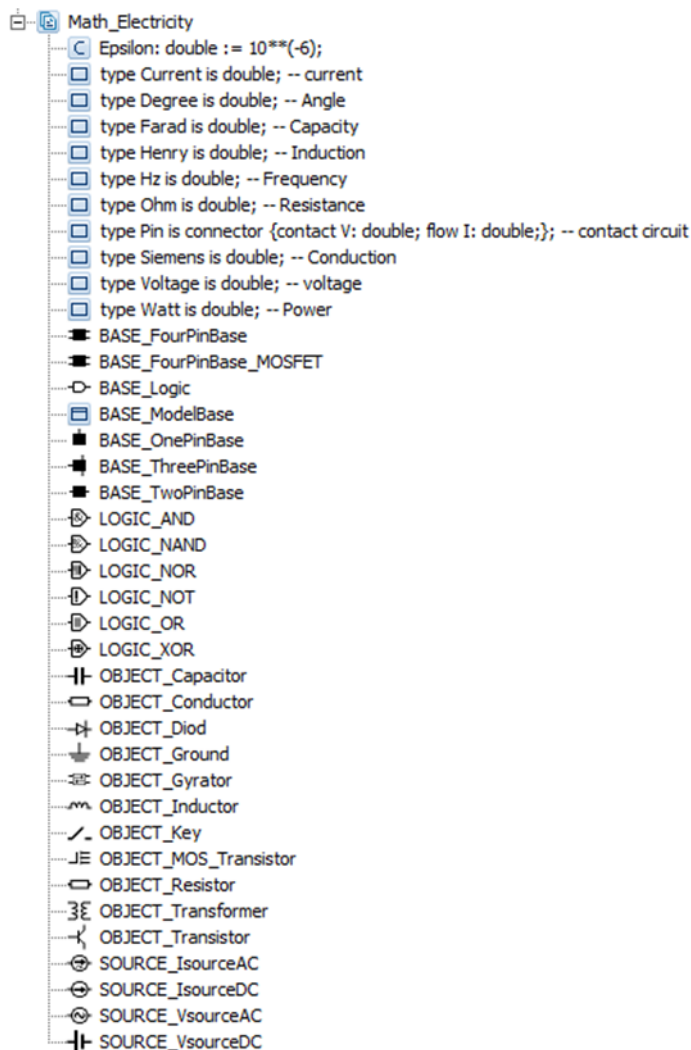 Math_Electricity
C Epsilon: double := 10**(-6);
type Current is double; -- current
type Degree is double; -- Angle
type Farad is double; -- Capacity
type Henry is double; -- Induction
type Hz is double; -- Frequency
type Ohm is double; -- Resistance
type Pin is connector {contact V: double; flow I: double;}; -- contact circuit
type Siemens is double; -- Conduction
type Voltage is double; -- voltage
type Watt is double; -- Power
BASE_FourPinBase
BASE_FourPinBase_MOSFET
BASE_Logic
BASE_ModelBase
BASE_OnePinBase
BASE_ThreePinBase
BASE_TwoPinBase
LOGIC_AND
LOGIC_NAND
LOGIC_NOR
LOGIC_NOT
LOGIC_OR
LOGIC_XOR
OBJECT_Capacitor
OBJECT_Conductor
OBJECT_Diod
OBJECT_Ground
OBJECT_Gyrator
OBJECT_Inductor
OBJECT_Key
OBJECT_MOS_Transistor
OBJECT_Resistor
OBJECT_Transformer
OBJECT_Transistor
SOURCE_IsourceAC
SOURCE_IsourceDC
SOURCE_VsourceAC
SOURCE_VsourceDC